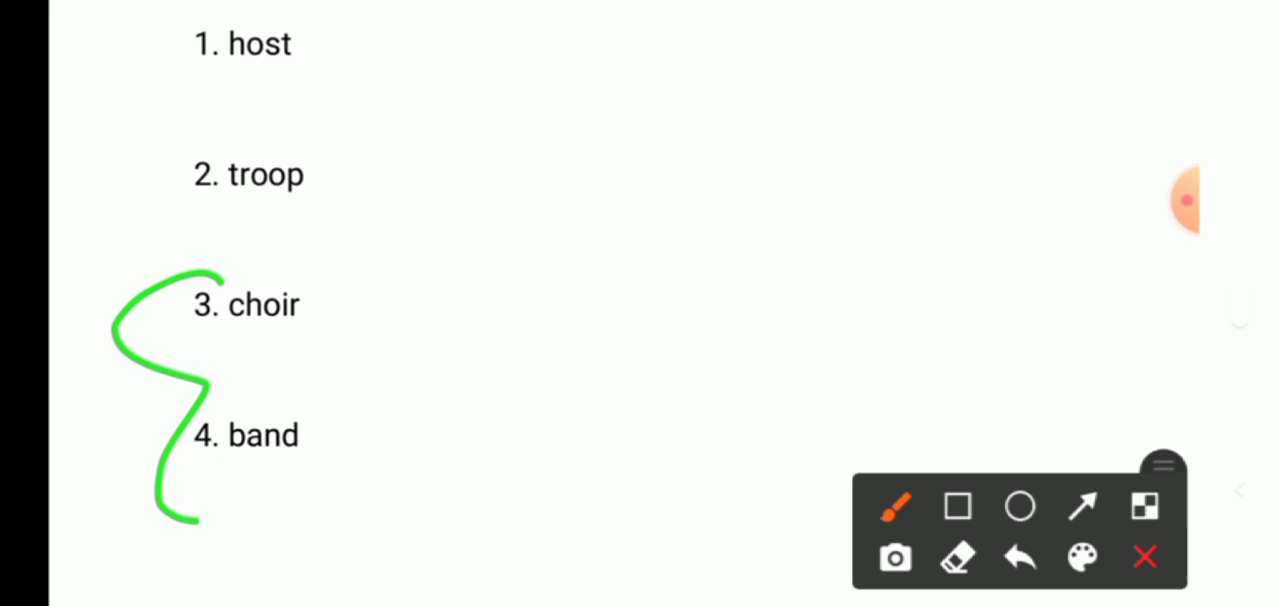 1. host
2. troop
3. choir
4. band